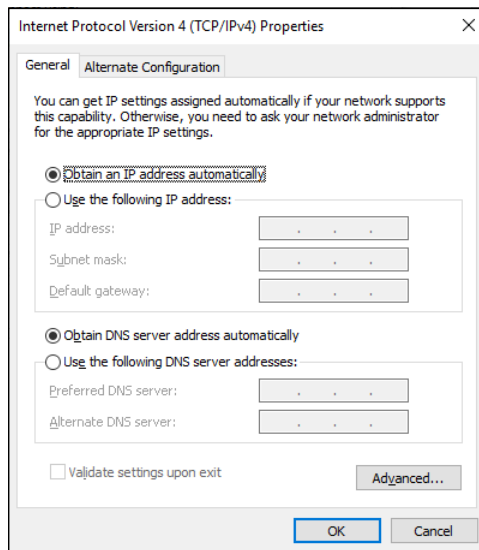 Internet Protocol Version 4 (TCP/IPv4) Properties
General Alternate Configuration
You can get IP settings assigned automatically if your network supports
this capability. Otherwise, you need to ask your network administrator
for the appropriate IP settings.
Obtain an IP address automatically
Use the following IP address:
IP address: . . .
Subnet mask: . . .
Default gateway: . . .
Obtain DNS server address automatically
Use the following DNS server addresses:
Preferred DNS server: . . .
Alternate DNS server: . . .
Validate settings upon exit
Advanced...
OK Cancel